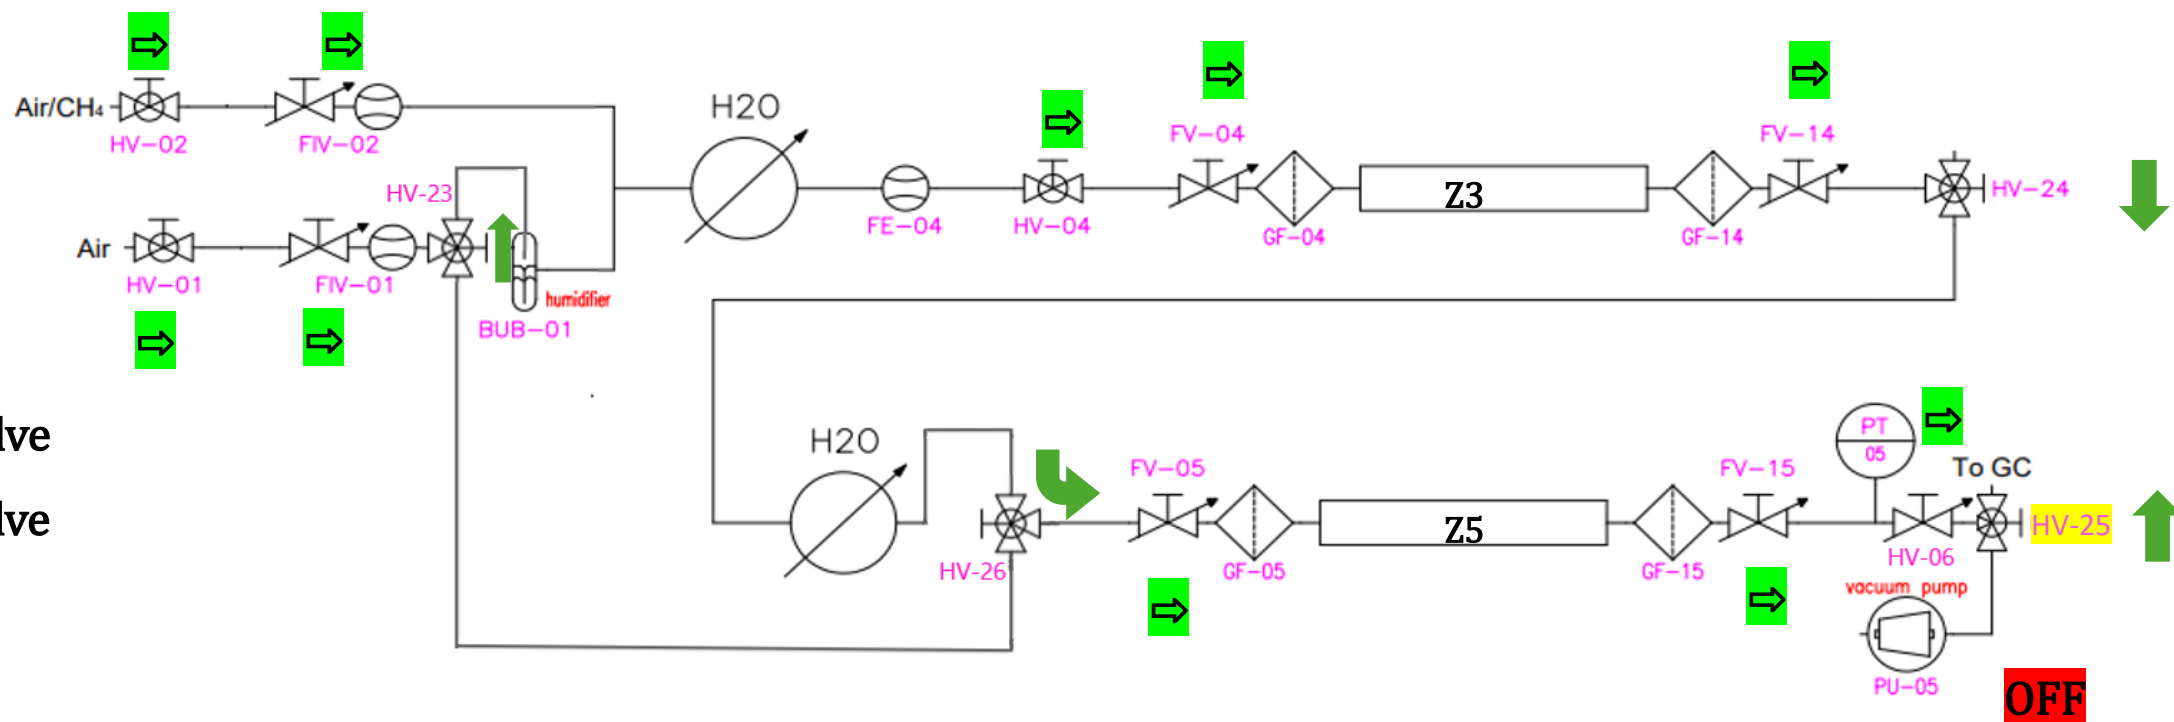 Air/CH4
HV-02
FIV-02
H2O
FE-04
HV-04
FV-04
GF-04
Z3
GF-14
FV-14
HV-24
HV-23
Air
HV-01
FIV-01
humidifier
BUB-01
lve
lve
H2O
HV-26
FV-05
GF-05
Z5
GF-15
FV-15
PT
05
To GC
HV-25
HV-06
vacuum pump
PU-05
OFF